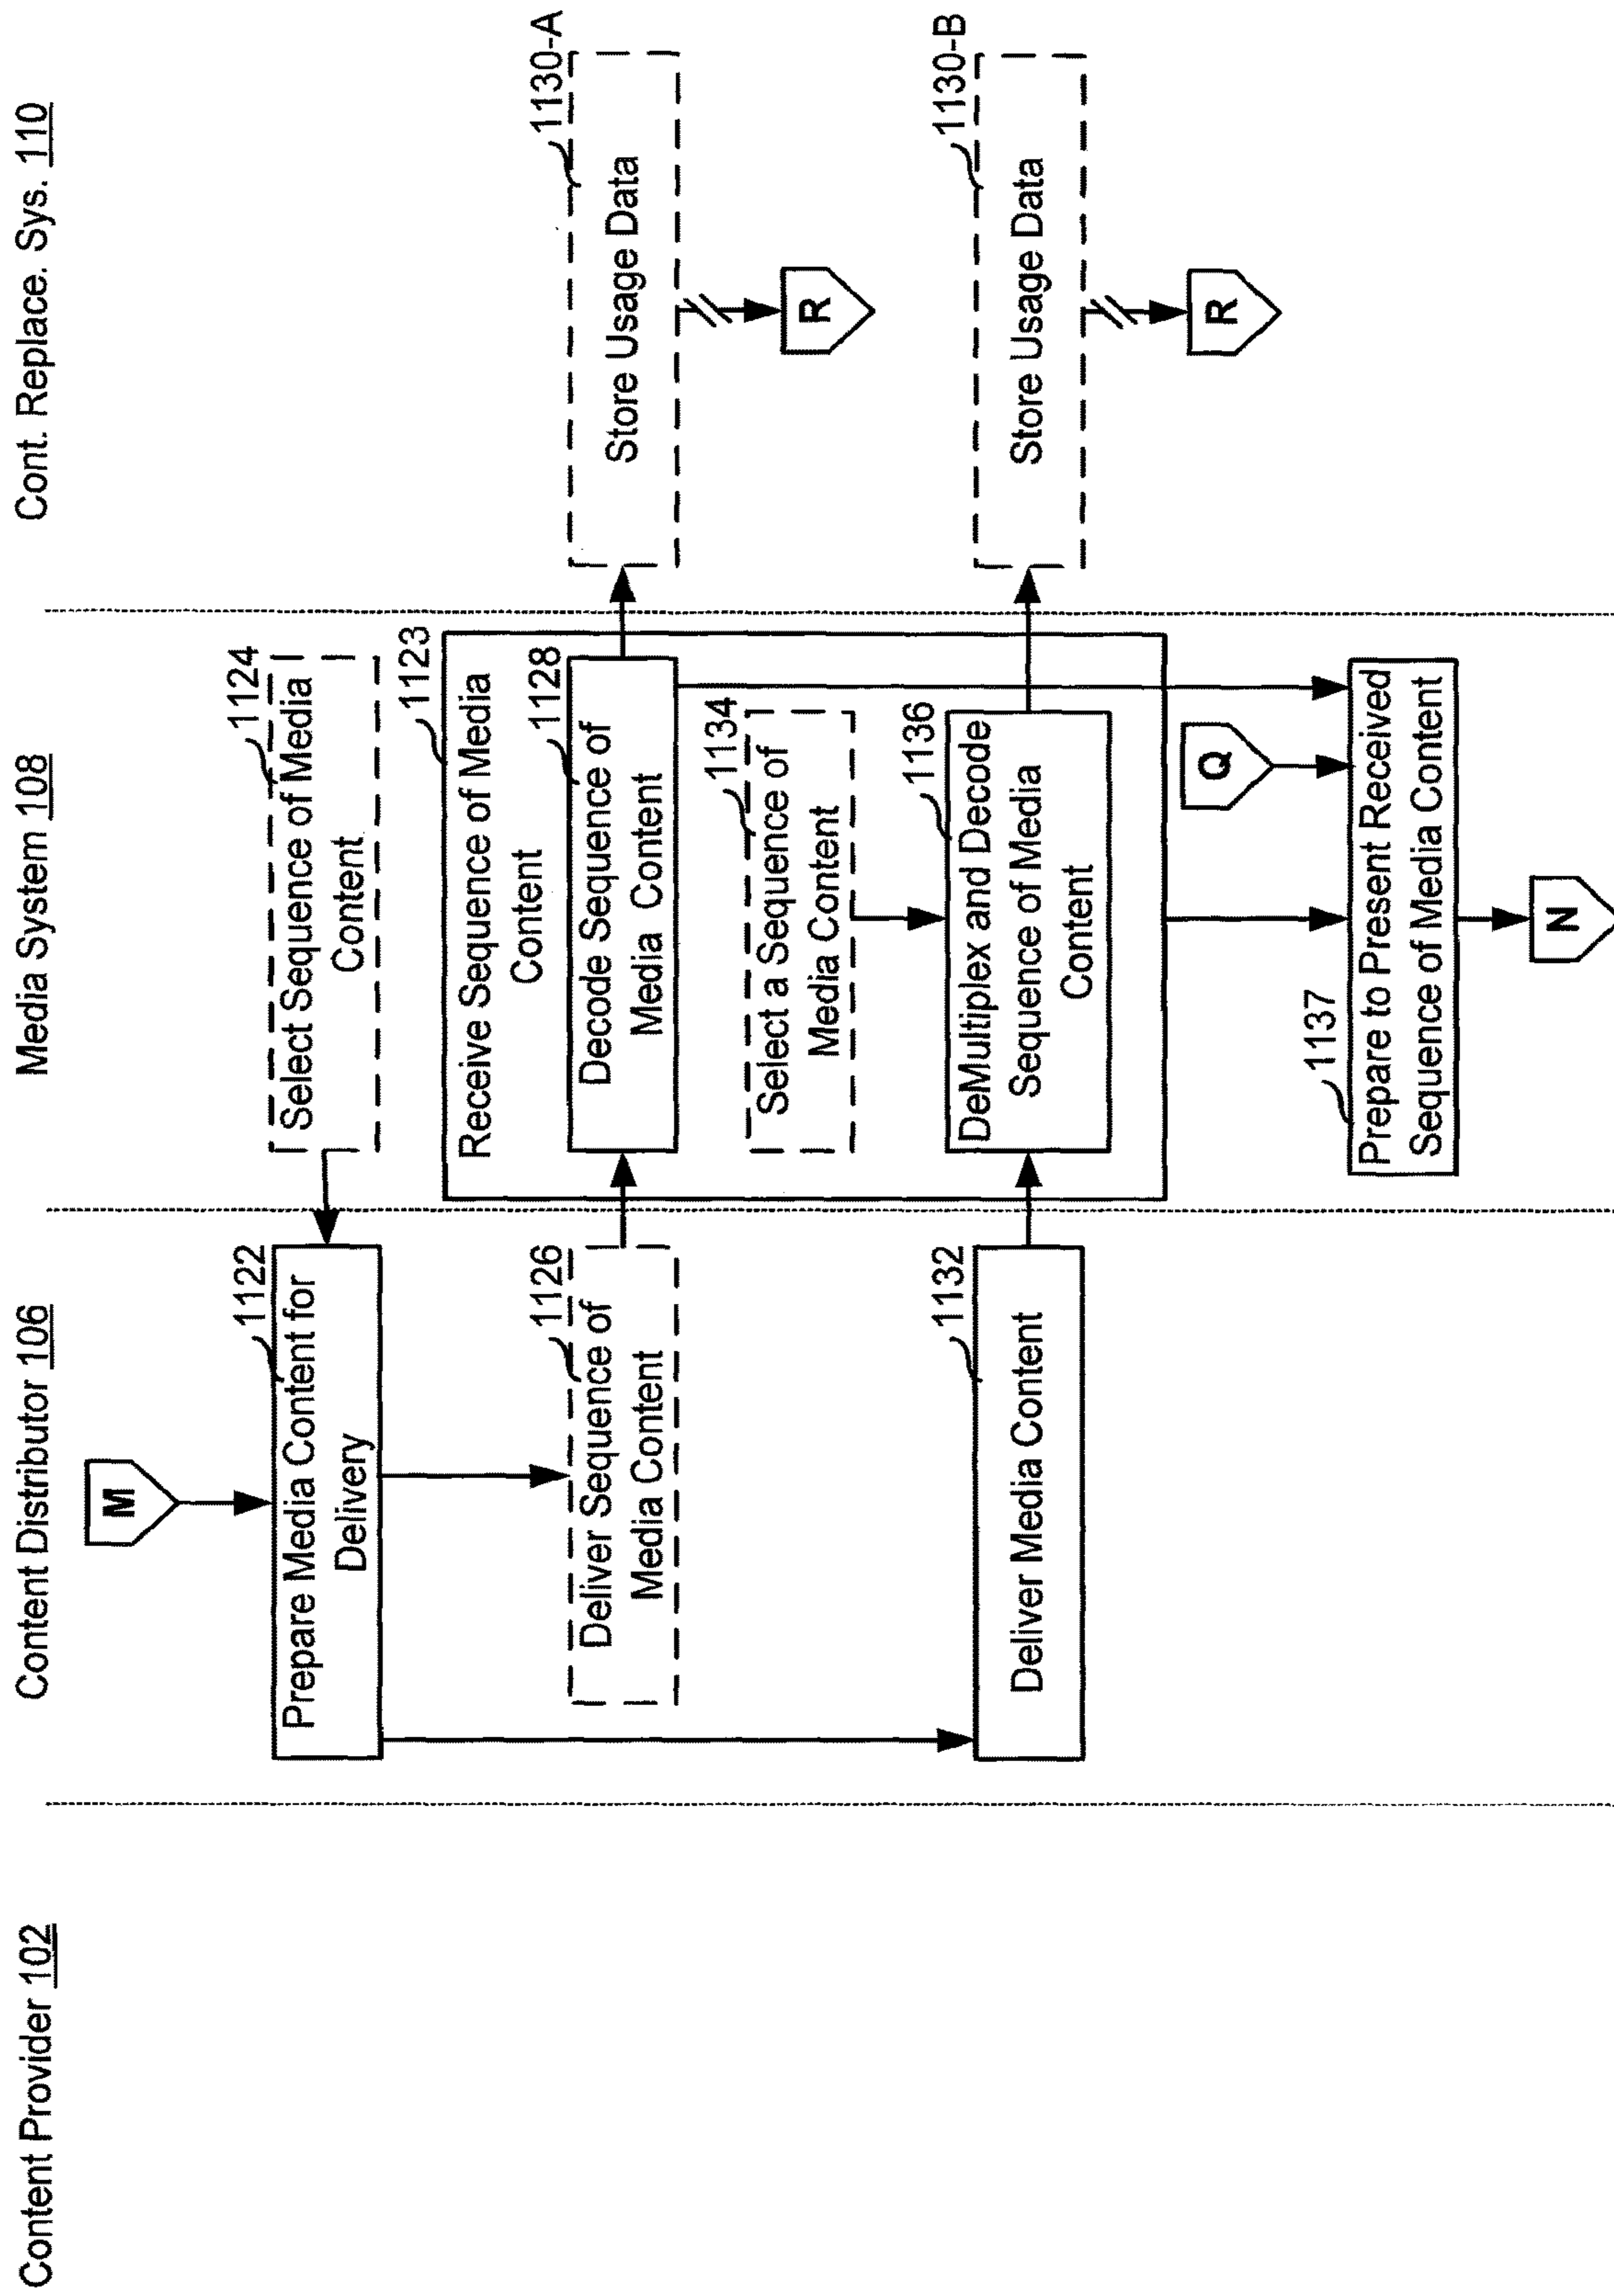 Content Provider 102
Content Distributor 106
Media System 108
Cont. Replace. Sys. 110
M
1122
Prepare Media Content for
Delivery
1124
Select Sequence of Media
Content
1123
Receive Sequence of Media
Content
1126
Deliver Sequence of
Media Content
1128
Decode Sequence of
Media Content
1130-A
Store Usage Data
R
1134
Select a Sequence of
Media Content
1132
Deliver Media Content
1136
DeMultiplex and Decode
Sequence of Media
Content
1130-B
Store Usage Data
R
Q
1137
Prepare to Present Received
Sequence of Media Content
N